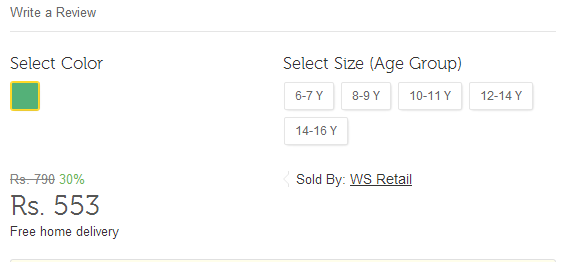 Write a Review
Select Color
Select Size (Age Group)
6-7 Y
8-9 Y
10-11 Y
12-14 Y
14-16 Y
Rs. 790 30%
Rs. 553
Free home delivery
Sold By: WS Retail